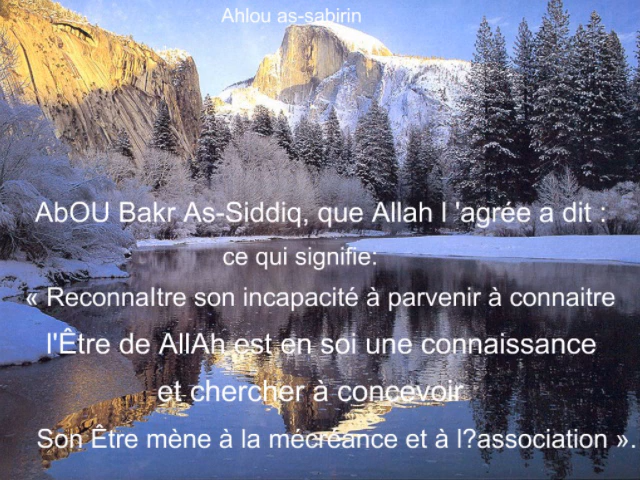 Ahlou as-sabirin
AbOU Bakr As-Siddiq, que Allah l 'agrée a dit :
ce qui signifie:
« ReconnaItre son incapacité à parvenir à connaitre
l'Être de AllAh est en soi une connaissance
et chercher à concevoir
Son Être mène à la mécréance et à l?association ».